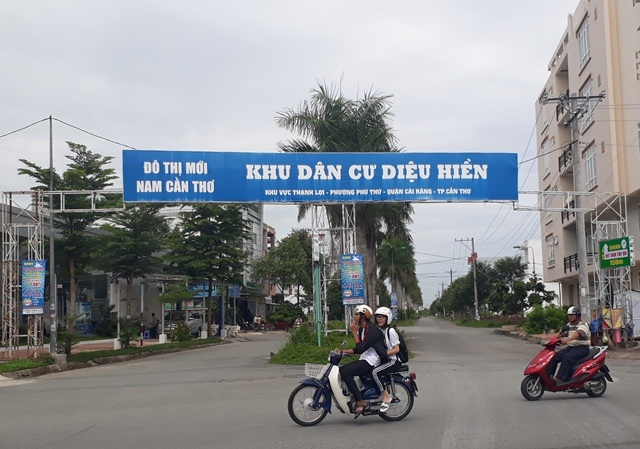 ĐÔ THỊ MỚI
NAM CẦN THƠ
KHU DÂN CƯ DIỆU HIỀN
KHU VỰC THẠNH LỢI - PHƯỜNG PHÚ THỨ - QUẬN CÁI RĂNG - TP.CẦN THƠ
150m